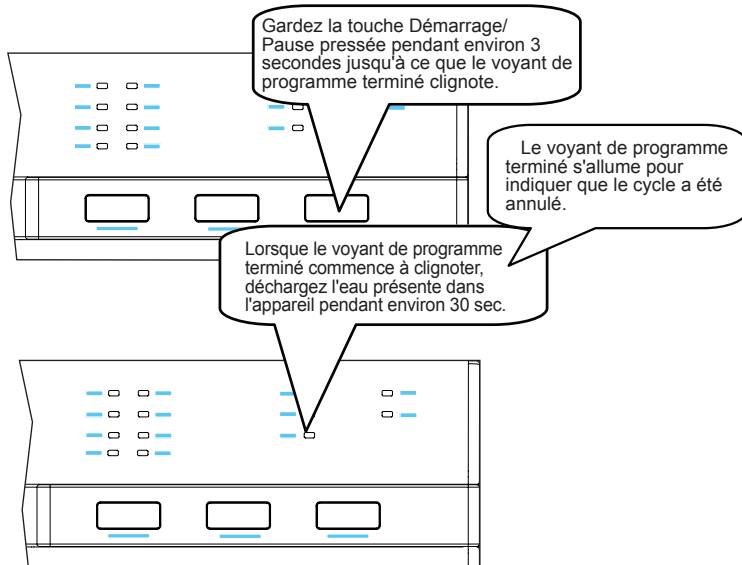 Gardez la touche Démarrage/
Pause pressée pendant environ 3
secondes jusqu'à ce que le voyant de
programme terminé clignote.
Le voyant de programme
terminé s'allume pour
indiquer que le cycle a été
annulé.
Lorsque le voyant de programme
terminé commence à clignoter,
déchargez l'eau présente dans
l'appareil pendant environ 30 sec.